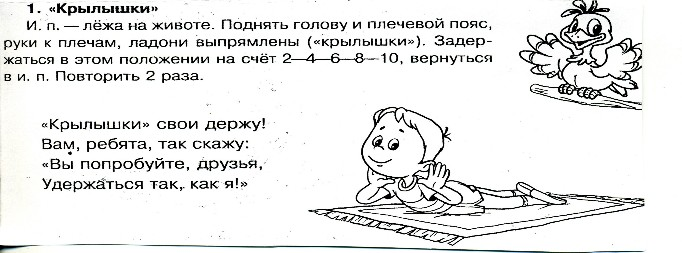 1. «Крылышки»
И. п. — лёжа на животе. Поднять голову и плечевой пояс,
руки к плечам, ладони выпрямлены («крылышки»). Задер-
жаться в этом положении на счёт 2—4—6—8—10, вернуться
в и. п. Повторить 2 раза.
«Крылышки» свои держу!
Вам, ребята, так скажу:
«Вы попробуйте, друзья,
Удержаться так, как я!»